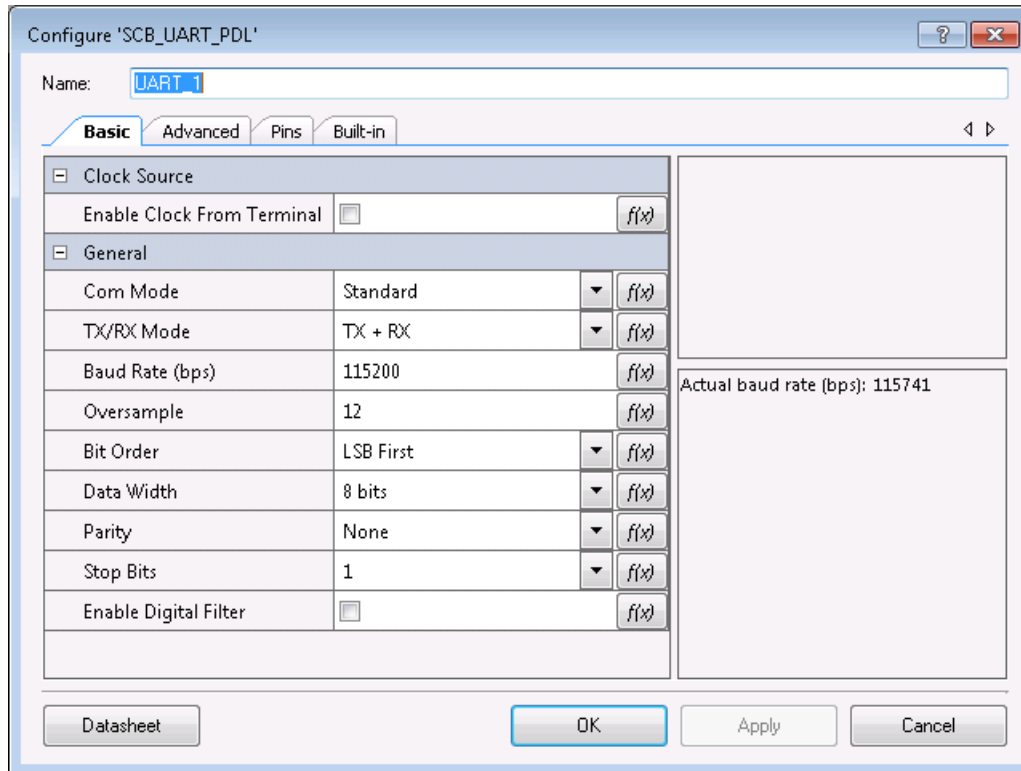 Configure 'SCB_UART_PDL'
?
Name: UART_1
Basic Advanced Pins Built-in
Clock Source
Enable Clock From Terminal f(x)
General
Com Mode Standard f(x)
TX/RX Mode TX + RX f(x)
Baud Rate (bps) 115200 f(x)
Actual baud rate (bps): 115741
Oversample 12 f(x)
Bit Order LSB First f(x)
Data Width 8 bits f(x)
Parity None f(x)
Stop Bits 1 f(x)
Enable Digital Filter f(x)
Datasheet OK Apply Cancel